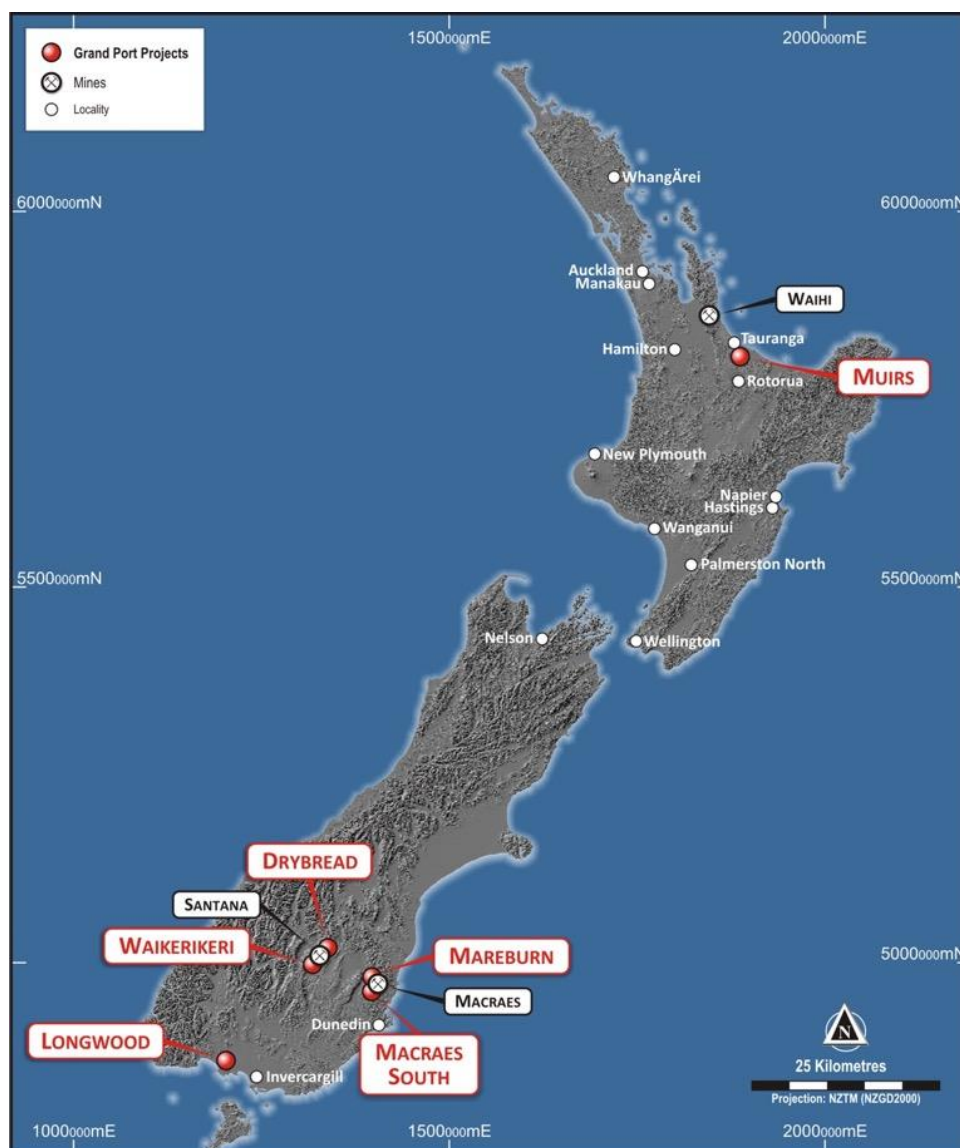 1500000mE
2000000mE
Grand Port Projects
Mines
Locality
WhangÄrei
6000000mN
6000000mN
Auckland
Manakau
WAIHI
Tauranga
Hamilton
MUIRS
Rotorua
New Plymouth
Napier
Hastings
Wanganui
Palmerston North
5500000mN
5500000mN
Nelson
Wellington
DRYBREAD
SANTANA
WAIKERIKERI
MAREBURN
5000000mN
5000000mN
MACRAES
Dunedin
LONGWOOD
MACRAES
SOUTH
N
25 Kilometres
Invercargill
Projection: NZTM (NZGD2000)
1000000mE
1500000mE
2000000mE